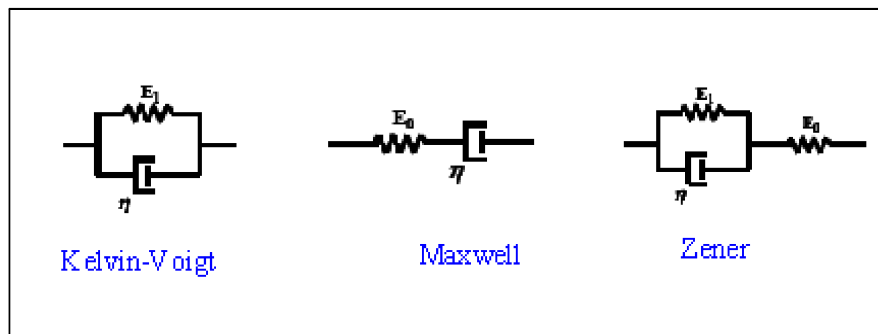 E₁
η
Kelvin-Voigt
E₀
η
Maxwell
E₁
η
E₀
Zener